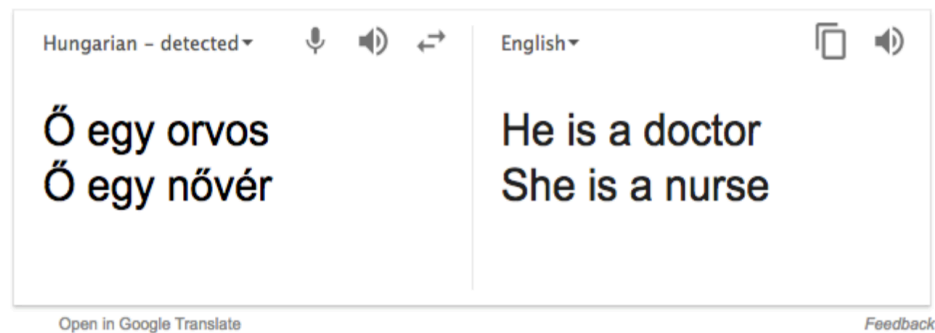 Hungarian – detected
English
Ő egy orvos
Ő egy nővér
He is a doctor
She is a nurse
Open in Google Translate
Feedback